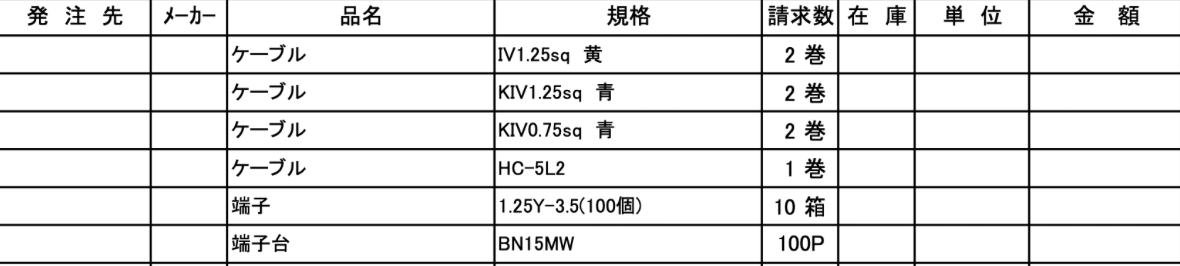 発 注 先 ﾒｰｶｰ 品名 規格 請求数 在 庫 単 位 金 額
ケーブル IV1.25sq 黄 2 巻
ケーブル KIV1.25sq 青 2 巻
ケーブル KIV0.75sq 青 2 巻
ケーブル HC-5L2 1 巻
端子 1.25Y-3.5(100個) 10 箱
端子台 BN15MW 100P